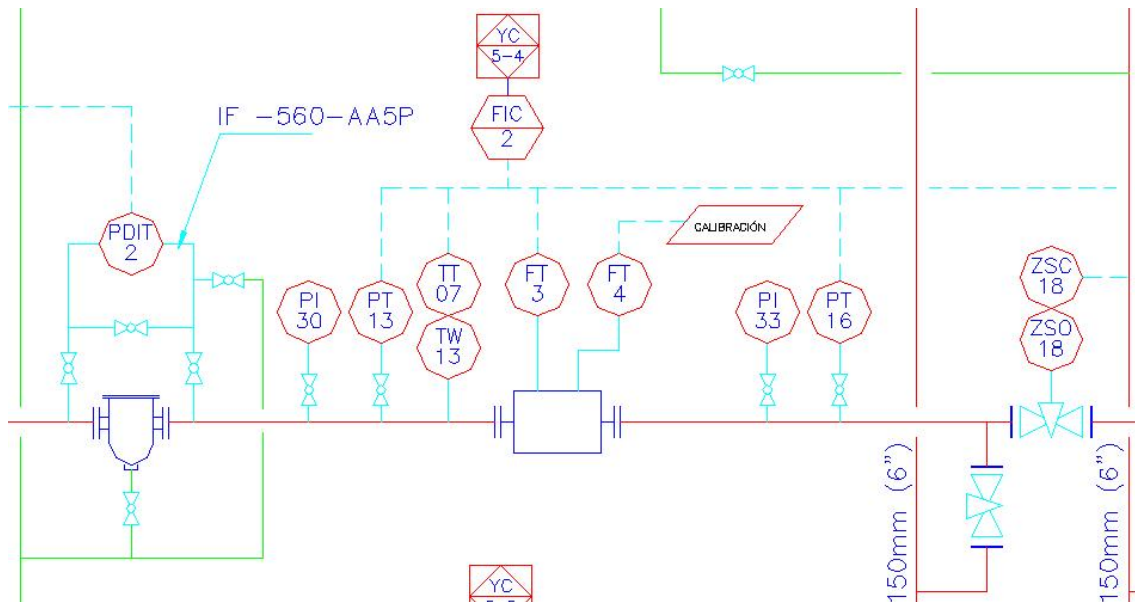 YC
5-4
FIC
2
IF -560-AA5P
PDIT
2
CALIBRACIÓN
TT
07
FT
3
FT
4
PI
30
PT
13
TW
13
PI
33
PT
16
ZSC
18
ZSO
18
150mm (6")
150mm (6")
YC